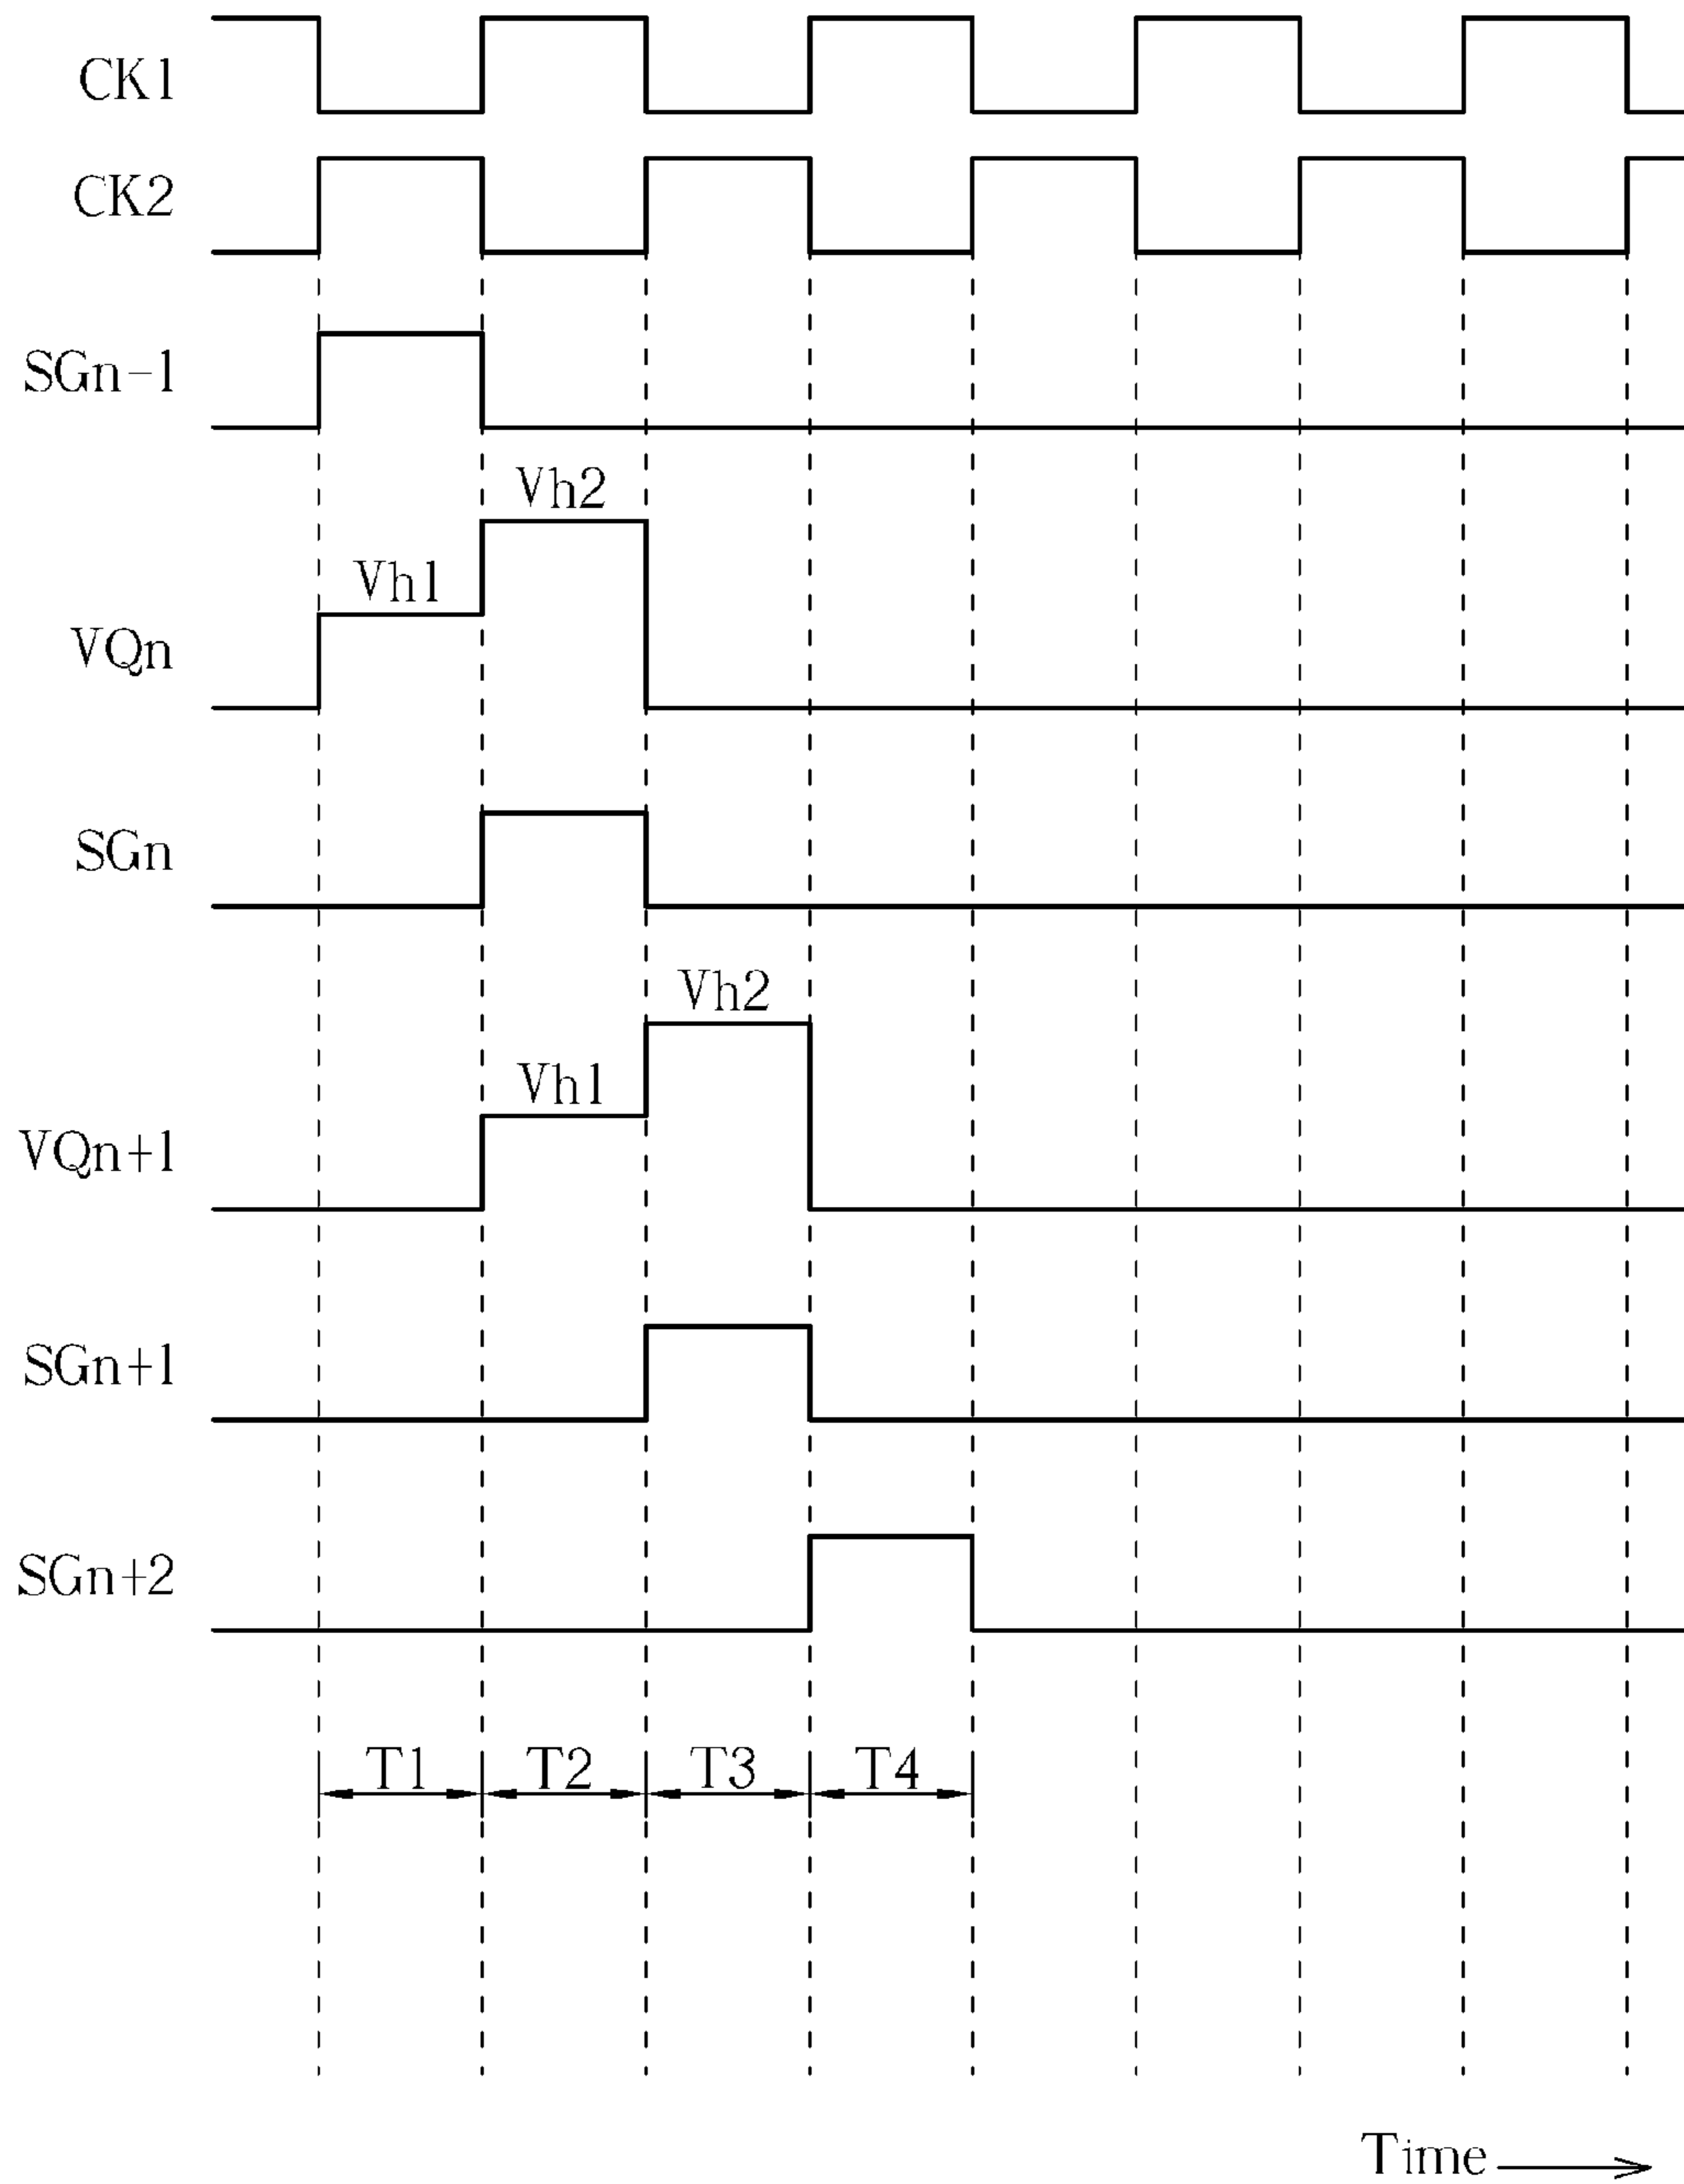 CK1
CK2
SGn-1
Vh2
Vh1
VQn
SGn
Vh2
Vh1
VQn+1
SGn+1
SGn+2
T1 T2 T3 T4
Time